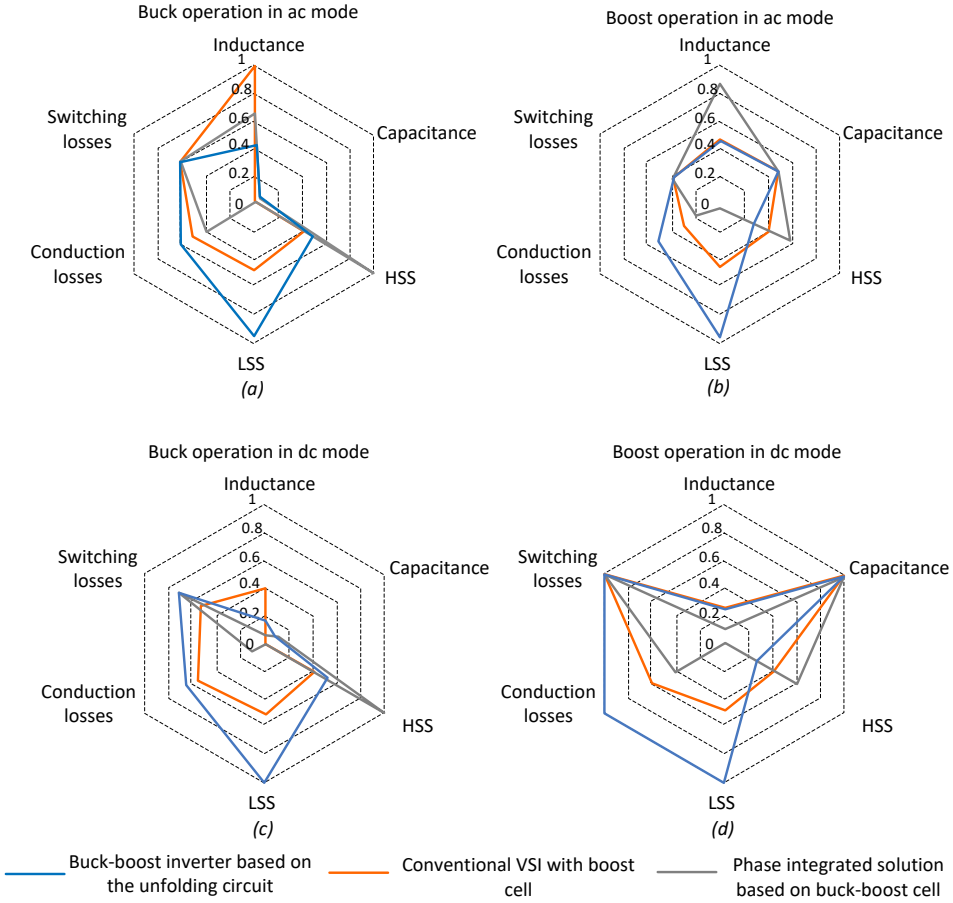 Buck operation in ac mode
Inductance
1
0.8
0.6
0.4
0.2
0
Switching
losses
Capacitance
Conduction
losses
HSS
LSS
(a)
Boost operation in ac mode
Inductance
1
0.8
0.6
0.4
0.2
0
Switching
losses
Capacitance
Conduction
losses
HSS
LSS
(b)
Buck operation in dc mode
Inductance
1
0.8
0.6
0.4
0.2
0
Switching
losses
Capacitance
Conduction
losses
HSS
LSS
(c)
Boost operation in dc mode
Inductance
1
0.8
0.6
0.4
0.2
0
Switching
losses
Capacitance
Conduction
losses
HSS
LSS
(d)
Buck-boost inverter based on
the unfolding circuit
Conventional VSI with boost
cell
Phase integrated solution
based on buck-boost cell